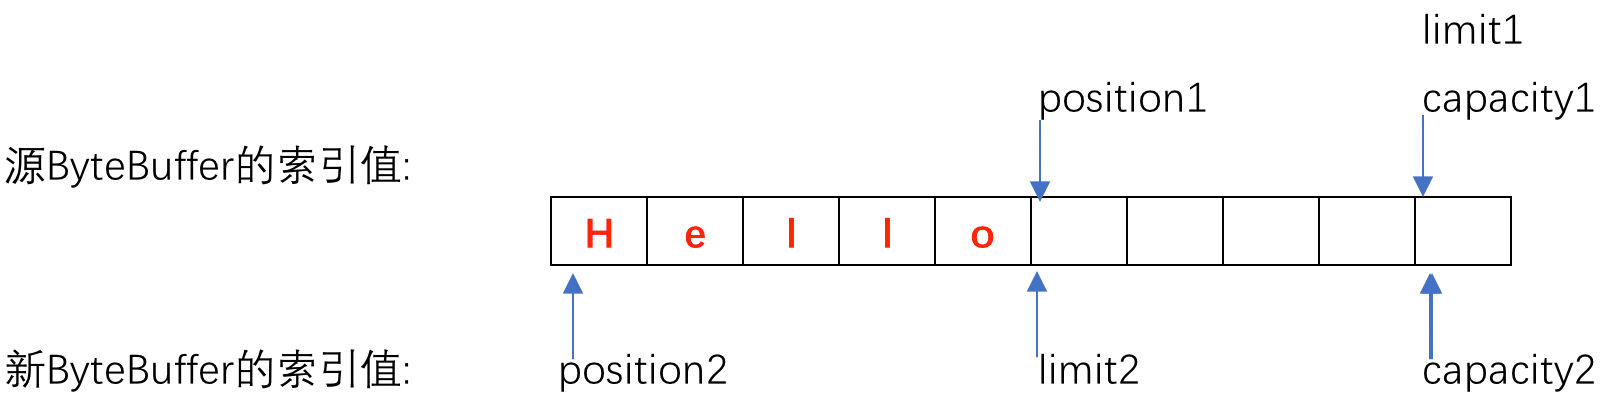 limit1
position1 capacity1
源ByteBuffer的索引值:
H e l l o
新ByteBuffer的索引值: position2 limit2 capacity2